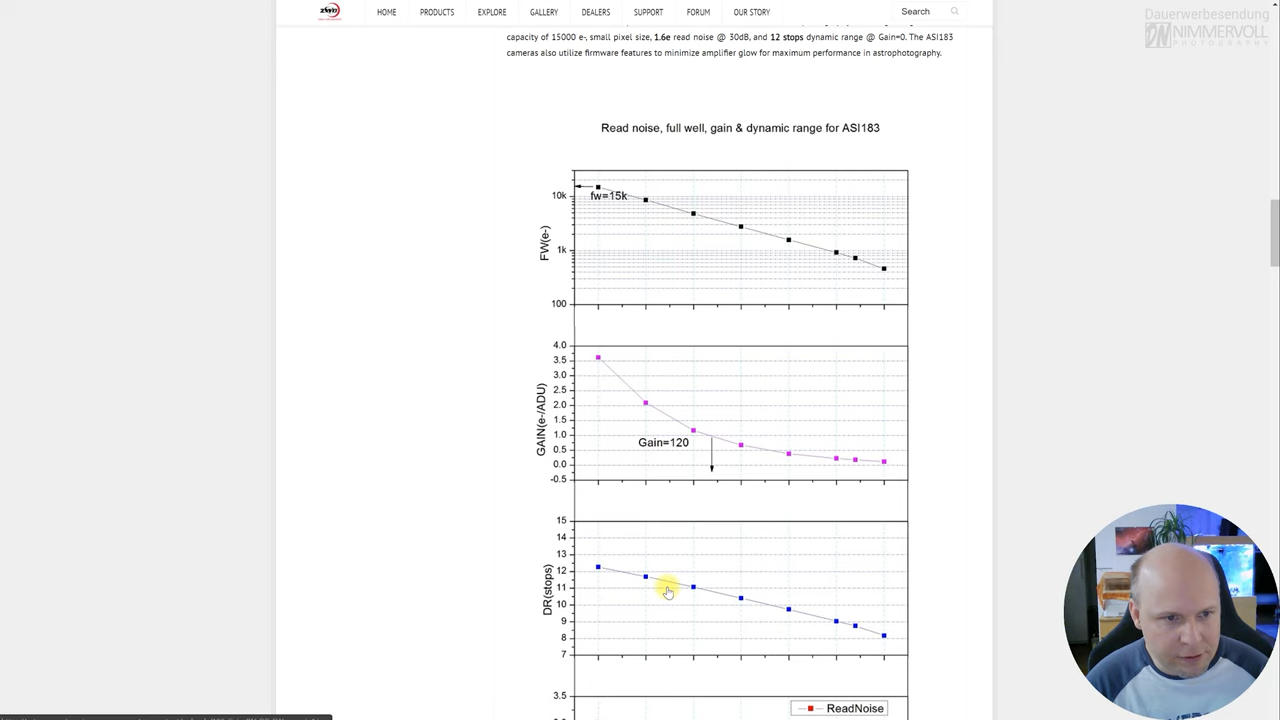 ZWO
HOME
PRODUCTS
EXPLORE
GALLERY
DEALERS
SUPPORT
FORUM
OUR STORY
Search
Dauerwerbesendung
NIMMERVOLL
PHOTOGRAPHY
capacity of 15000 e-, small pixel size, 1.6e read noise @ 30dB, and 12 stops dynamic range @ Gain=0. The ASI183
cameras also utilize firmware features to minimize amplifier glow for maximum performance in astrophotography.
Read noise, full well, gain & dynamic range for ASI183
FW(e-)
10k
1k
100
fw=15k
GAIN(e-/ADU)
4.0
3.5
3.0
2.5
2.0
1.5
1.0
0.5
0.0
-0.5
Gain=120
DR(stops)
15
14
13
12
11
10
9
8
7
3.5
ReadNoise